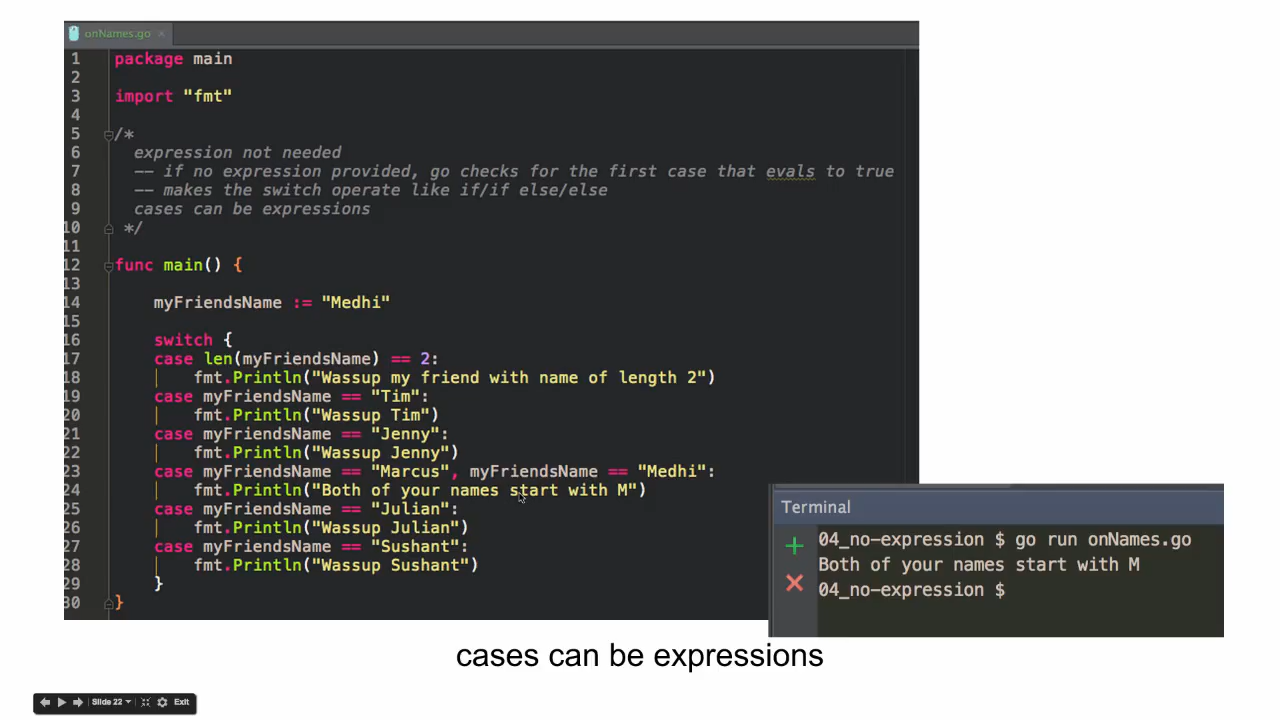 onNames.go ×
1 package main
2
3 import "fmt"
4
5 /*
6 expression not needed
7 -- if no expression provided, go checks for the first case that evals to true
8 -- makes the switch operate like if/if else/else
9 cases can be expressions
10 */
11
12 func main() {
13
14 myFriendsName := "Medhi"
15
16 switch {
17 case len(myFriendsName) == 2:
18 fmt.Println("Wassup my friend with name of length 2")
19 case myFriendsName == "Tim":
20 fmt.Println("Wassup Tim")
21 case myFriendsName == "Jenny":
22 fmt.Println("Wassup Jenny")
23 case myFriendsName == "Marcus", myFriendsName == "Medhi":
24 fmt.Println("Both of your names start with M")
25 case myFriendsName == "Julian":
26 fmt.Println("Wassup Julian")
27 case myFriendsName == "Sushant":
28 fmt.Println("Wassup Sushant")
29 }
30 }
Terminal
04_no-expression $ go run onNames.go
Both of your names start with M
04_no-expression $
cases can be expressions
Slide 22
Exit